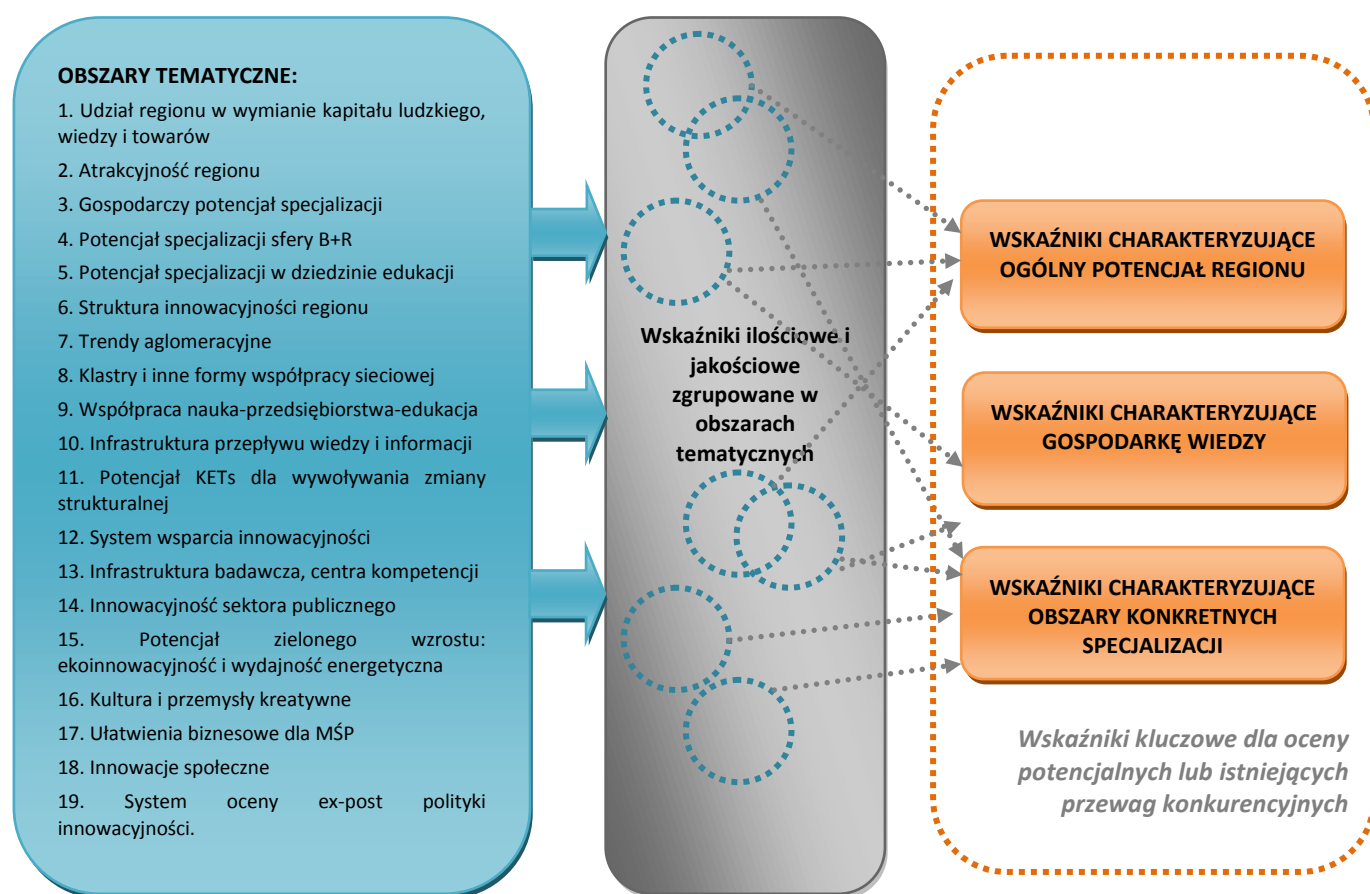 OBSZARY TEMATYCZNE:
1. Udział regionu w wymianie kapitału ludzkiego,
wiedzy i towarów
2. Atrakcyjność regionu
3. Gospodarczy potencjał specjalizacji
4. Potencjał specjalizacji sfery B+R
5. Potencjał specjalizacji w dziedzinie edukacji
6. Struktura innowacyjności regionu
7. Trendy aglomeracyjne
8. Klastry i inne formy współpracy sieciowej
9. Współpraca nauka-przedsiębiorstwa-edukacja
10. Infrastruktura przepływu wiedzy i informacji
11. Potencjał KETs dla wywoływania zmiany
strukturalnej
12. System wsparcia innowacyjności
13. Infrastruktura badawcza, centra kompetencji
14. Innowacyjność sektora publicznego
15. Potencjał zielonego wzrostu:
ekoinnowacyjność i wydajność energetyczna
16. Kultura i przemysły kreatywne
17. Ułatwienia biznesowe dla MŚP
18. Innowacje społeczne
19. System oceny ex-post polityki
innowacyjności.
Wskaźniki ilościowe i
jakościowe
zgrupowane w
obszarach
tematycznych
WSKAŹNIKI CHARAKTERYZUJĄCE
OGÓLNY POTENCJAŁ REGIONU
WSKAŹNIKI CHARAKTERYZUJĄCE
GOSPODARKĘ WIEDZY
WSKAŹNIKI CHARAKTERYZUJĄCE
OBSZARY KONKRETNYCH
SPECJALIZACJI
Wskaźniki kluczowe dla oceny
potencjalnych lub istniejących
przewag konkurencyjnych